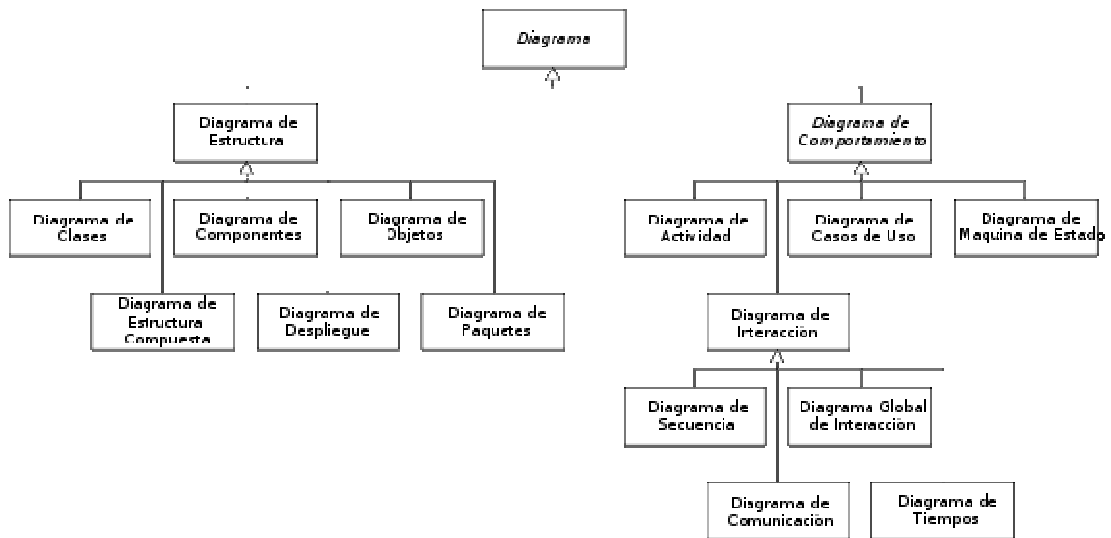 Diagrama
Diagrama de
Estructura
Diagrama de
Comportamiento
Diagrama de
Clases
Diagrama de
Componentes
Diagrama de
Objetos
Diagrama de
Actividad
Diagrama de
Casos de Uso
Diagrama de
Maquina de Estado
Diagrama de
Estructura
Compuesta
Diagrama de
Despliegue
Diagrama de
Paquetes
Diagrama de
Interacción
Diagrama de
Secuencia
Diagrama Global
de Interacción
Diagrama de
Comunicación
Diagrama de
Tiempos